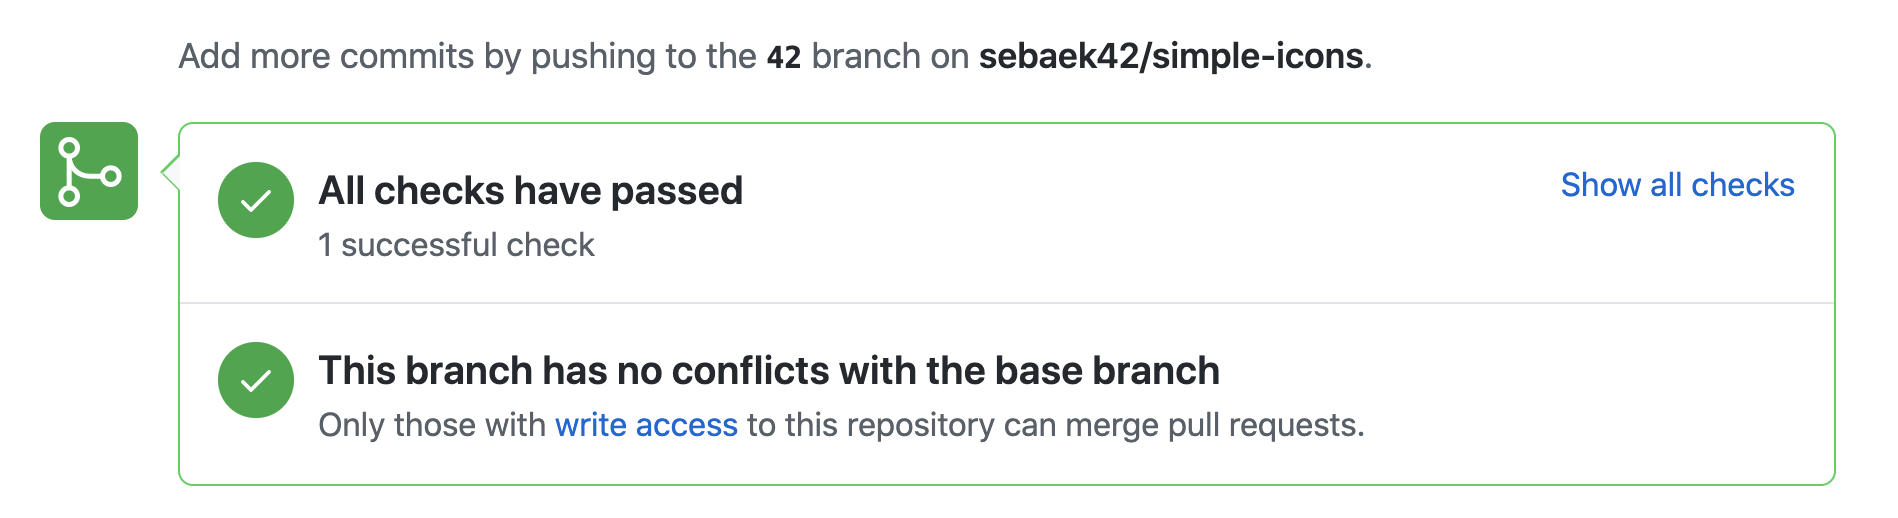 Add more commits by pushing to the 42 branch on sebaek42/simple-icons.
All checks have passed
Show all checks
1 successful check
This branch has no conflicts with the base branch
Only those with write access to this repository can merge pull requests.